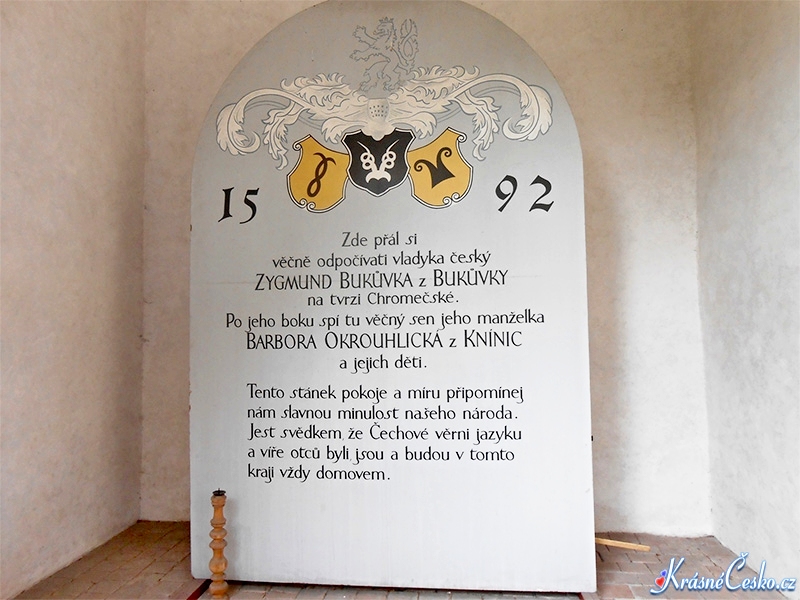 15 92
Zde přál si
věčně odpočívati vladyka český
ZYGMUND BUKŮVKA z BUKŮVKY
na tvrzi Chromečské.
Po jeho boku spí tu věčný sen jeho manželka
BARBORA OKROUHLICKÁ z KNÍNIC
a jejich děti.
Tento stánek pokoje a míru připomínej
nám slavnou minulost našeho národa.
Jest svědkem, že Čechové věrni jazyku
a víře otců byli, jsou a budou v tomto
kraji vždy domovem.
KrásnéČesko.cz